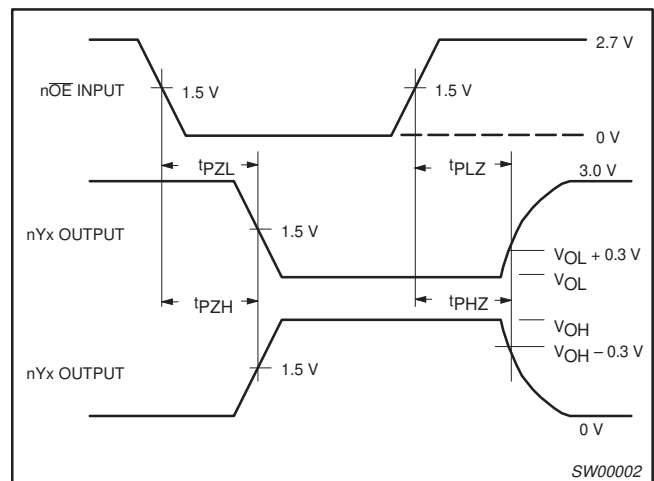 2.7 V
nOE INPUT
1.5 V
1.5 V
0 V
tPZL
tPLZ
3.0 V
nYx OUTPUT
1.5 V
VOL + 0.3 V
VOL
tPZH
tPHZ
VOH
VOH – 0.3 V
nYx OUTPUT
1.5 V
0 V
SW00002